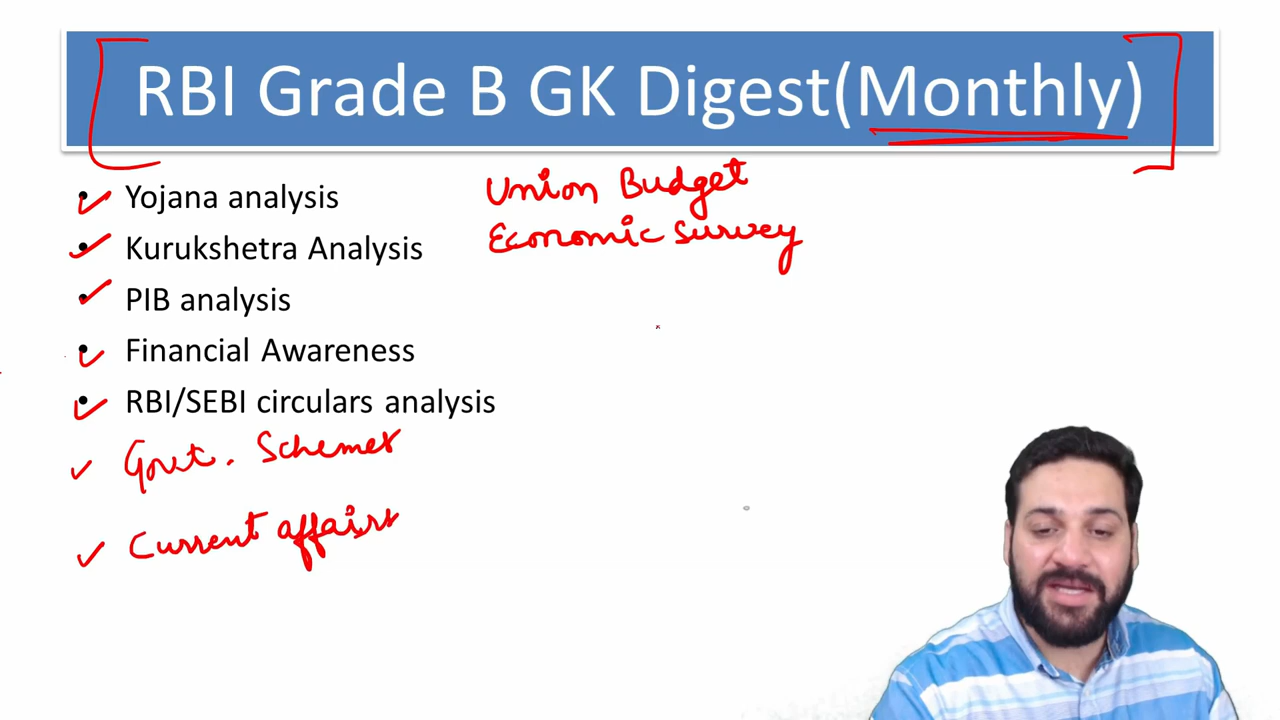 RBI Grade B GK Digest(Monthly)
• Yojana analysis
Union Budget
• Kurukshetra Analysis
Economic Survey
• PIB analysis
• Financial Awareness
• RBI/SEBI circulars analysis
Govt. Schemes
Current affairs